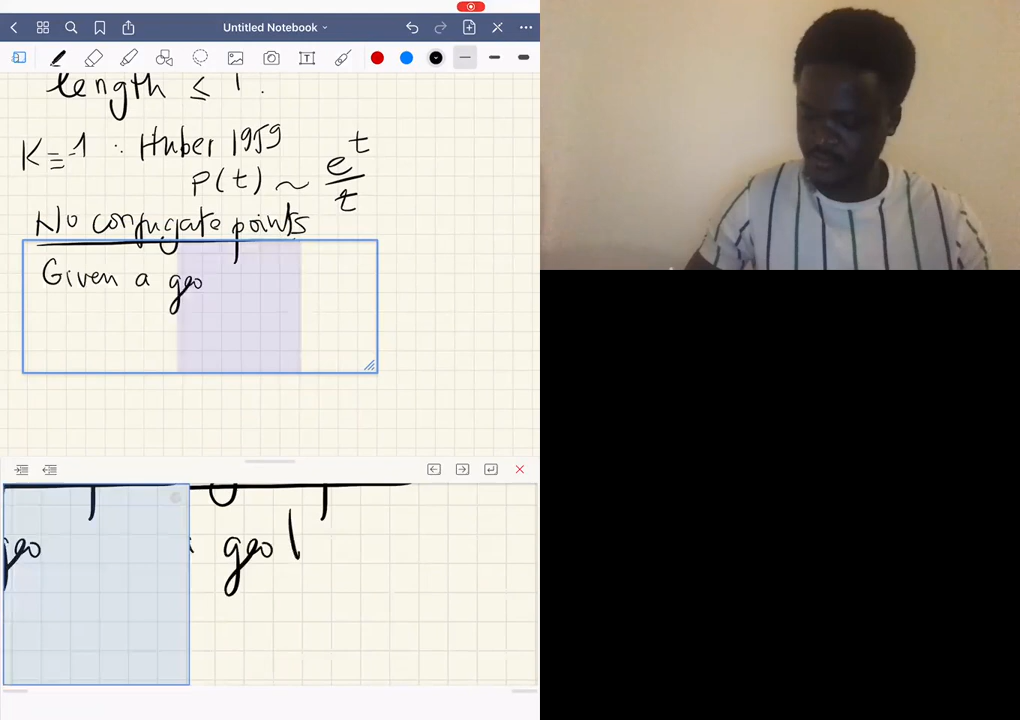 Untitled Notebook
length ≤ 1.
K ≡ -1 : Huber 1959
P(t) ~ e^t/t
No conjugate points
Given a geo
geo
geo